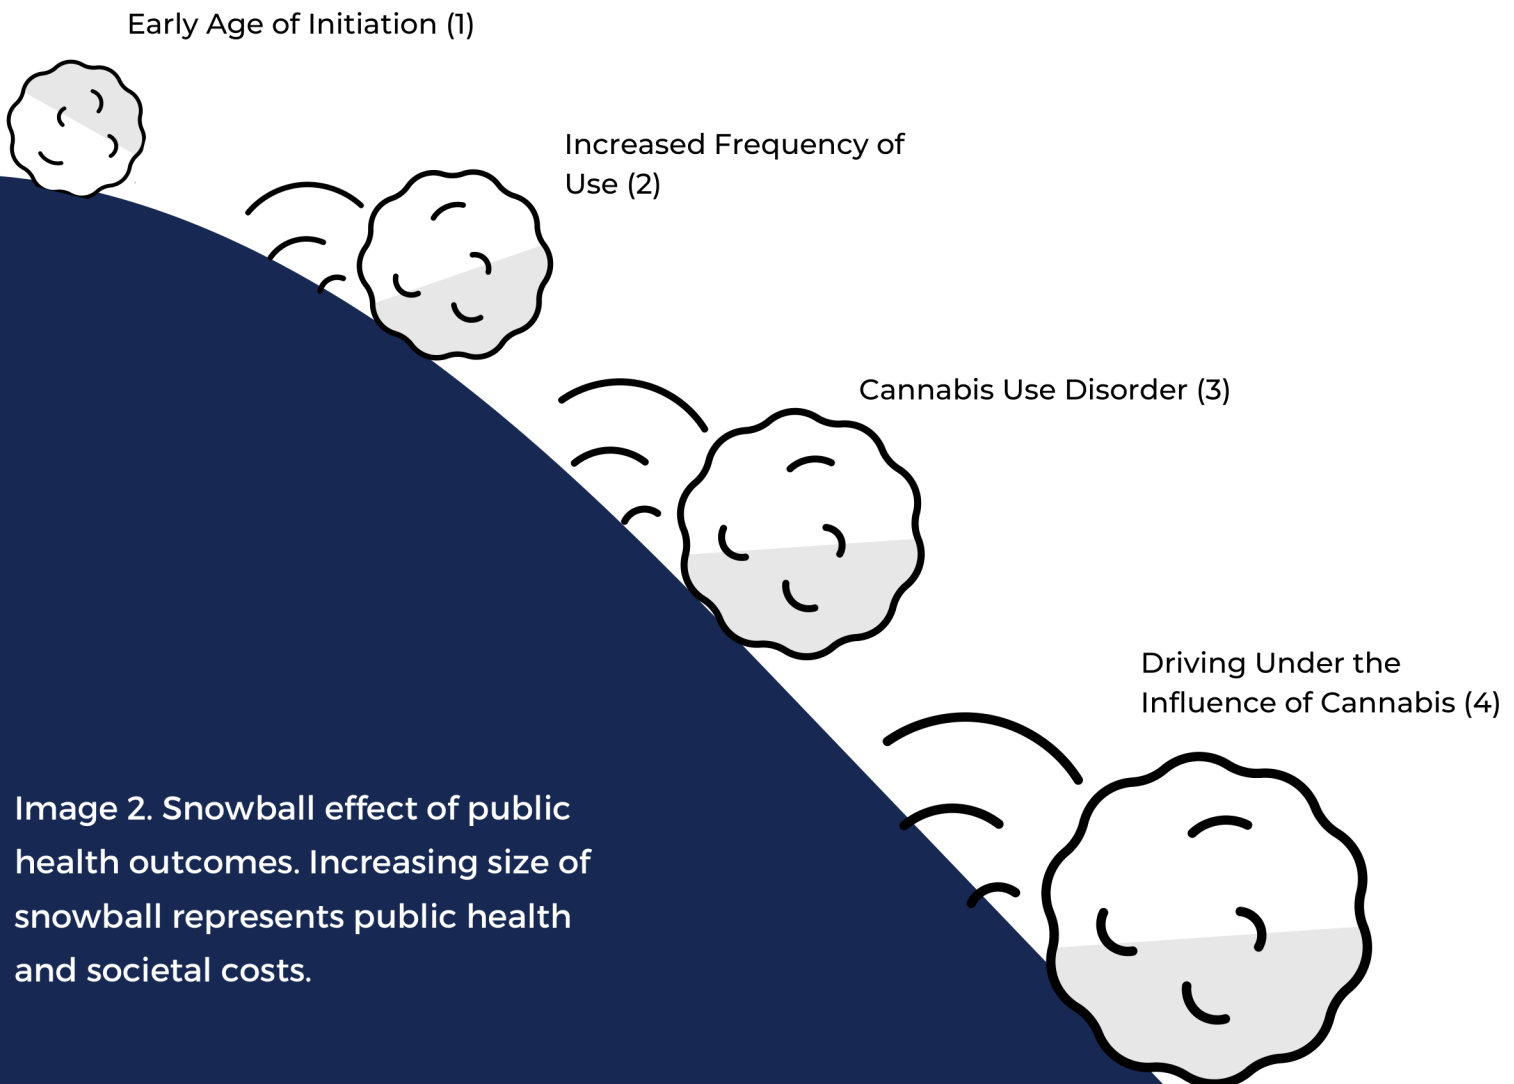 Early Age of Initiation (1)
Increased Frequency of
Use (2)
Cannabis Use Disorder (3)
Driving Under the
Influence of Cannabis (4)
Image 2. Snowball effect of public
health outcomes. Increasing size of
snowball represents public health
and societal costs.